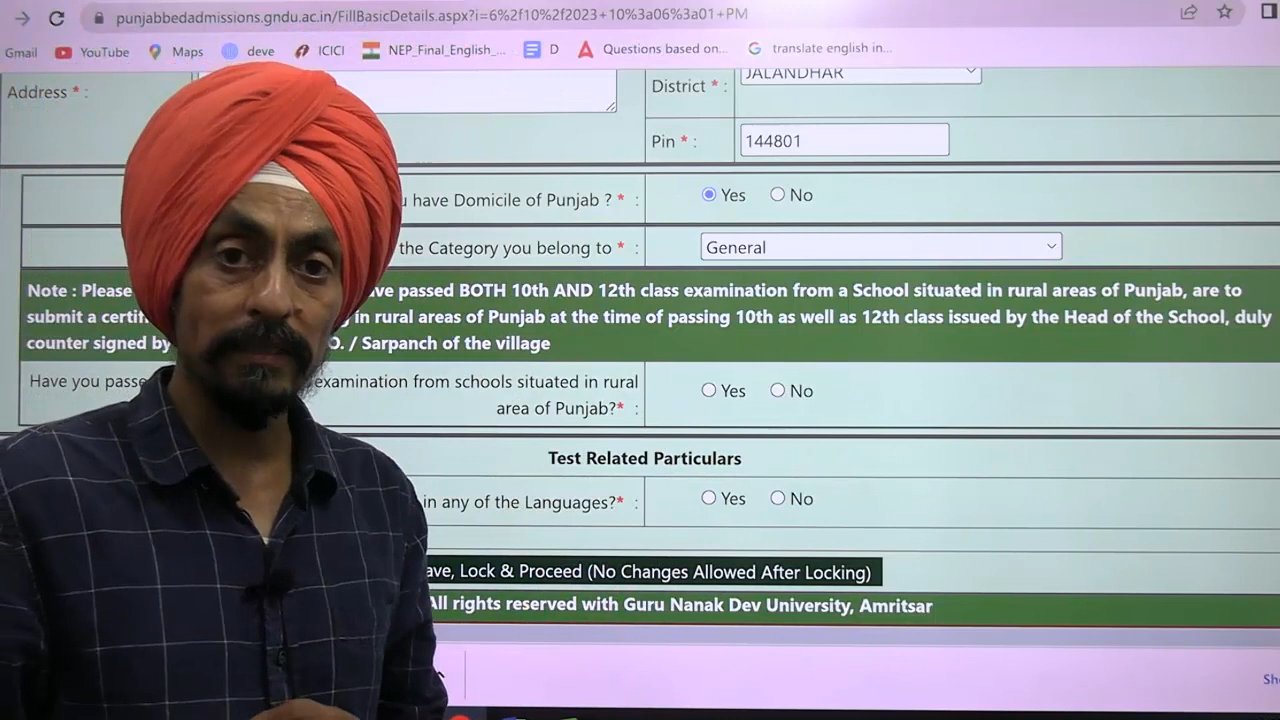 punjabbedadmissions.gndu.ac.in/FillBasicDetails.aspx?i=6%2f10%2f2023+10%3a06%3a01+PM
Gmail YouTube Maps deve ICICI NEP_Final_English_... D Questions based on... translate english in...
Address * : District * : JALANDHAR
Pin * : 144801
have Domicile of Punjab ? * : Yes No
the Category you belong to * : General
Note : Please passed BOTH 10th AND 12th class examination from a School situated in rural areas of Punjab, are to
submit a in rural areas of Punjab at the time of passing 10th as well as 12th class issued by the Head of the School, duly
counter signed by / Sarpanch of the village
Have you examination from schools situated in rural
area of Punjab?* : Yes No
Test Related Particulars
in any of the Languages?* : Yes No
Lock & Proceed (No Changes Allowed After Locking)
All rights reserved with Guru Nanak Dev University, Amritsar